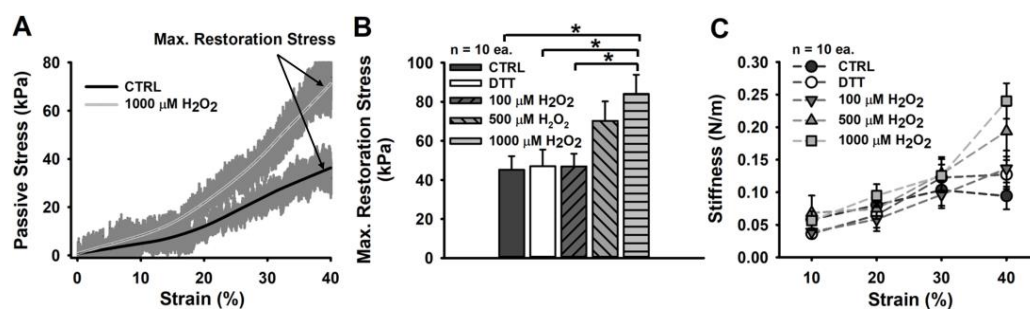 A
Max. Restoration Stress
CTRL
1000 μM H2O2
Passive Stress (kPa)
80
60
40
20
0
0 10 20 30 40
Strain (%)
B
* 
*
*
n = 10 ea.
CTRL
DTT
100 μM H2O2
500 μM H₂O₂
1000 μM H2O2
Max. Restoration Stress
(kPa)
100
80
60
40
20
0
C
n = 10 ea.
CTRL
DTT
100 μM H2O2
500 μM H2O2
1000 μM H2O2
Stiffness (N/m)
0.30
0.25
0.20
0.15
0.10
0.05
0.00
10 20 30 40
Strain (%)